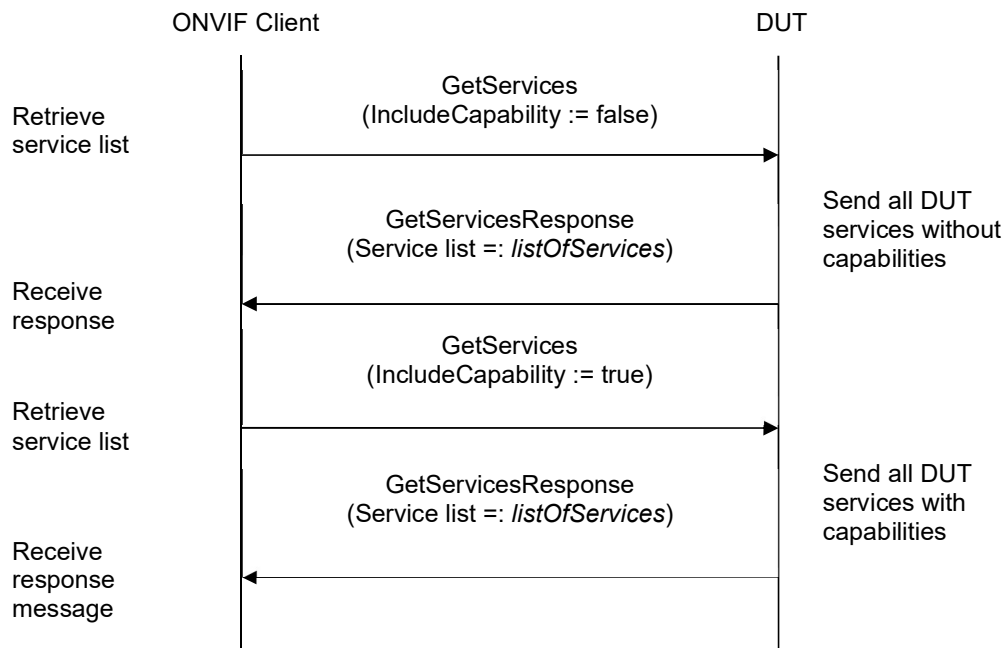 ONVIF Client
DUT
GetServices
(IncludeCapability := false)
Retrieve
service list
Send all DUT
services without
capabilities
GetServicesResponse
(Service list =: listOfServices)
Receive
response
GetServices
(IncludeCapability := true)
Retrieve
service list
Send all DUT
services with
capabilities
GetServicesResponse
(Service list =: listOfServices)
Receive
response
message